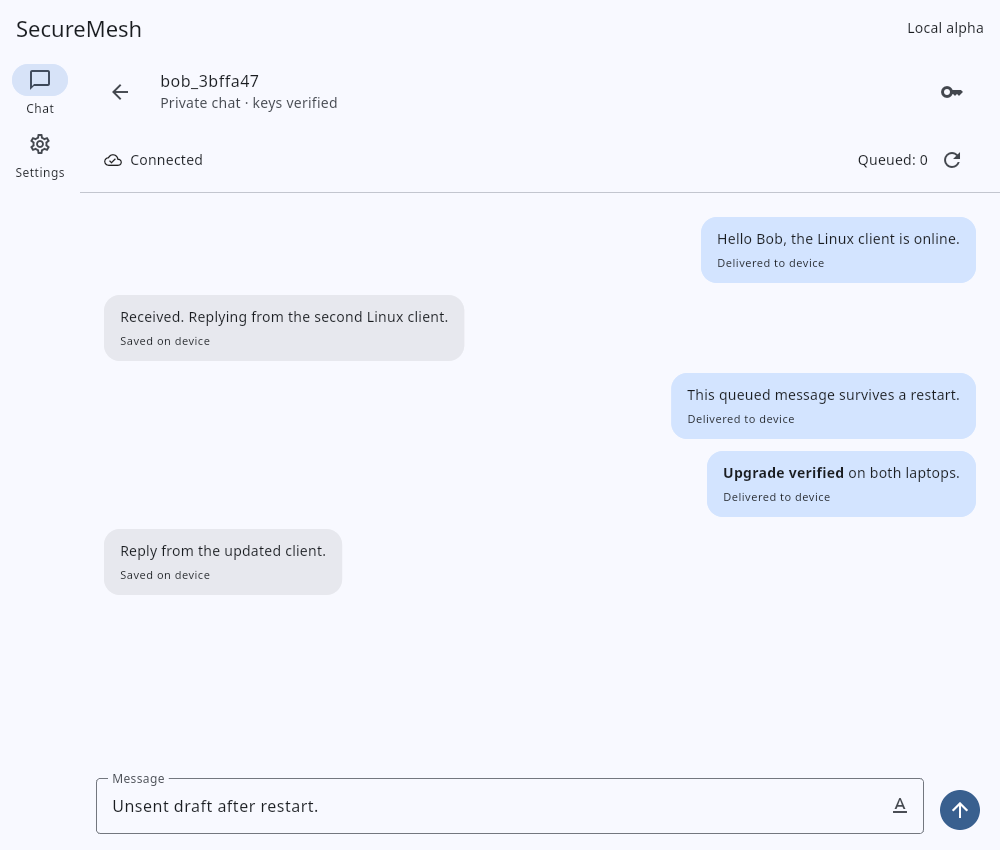 SecureMesh
Local alpha
Chat
Settings
bob_3bffa47
Private chat · keys verified
Connected
Queued: 0
Hello Bob, the Linux client is online.
Delivered to device
Received. Replying from the second Linux client.
Saved on device
This queued message survives a restart.
Delivered to device
Upgrade verified on both laptops.
Delivered to device
Reply from the updated client.
Saved on device
Message
Unsent draft after restart.